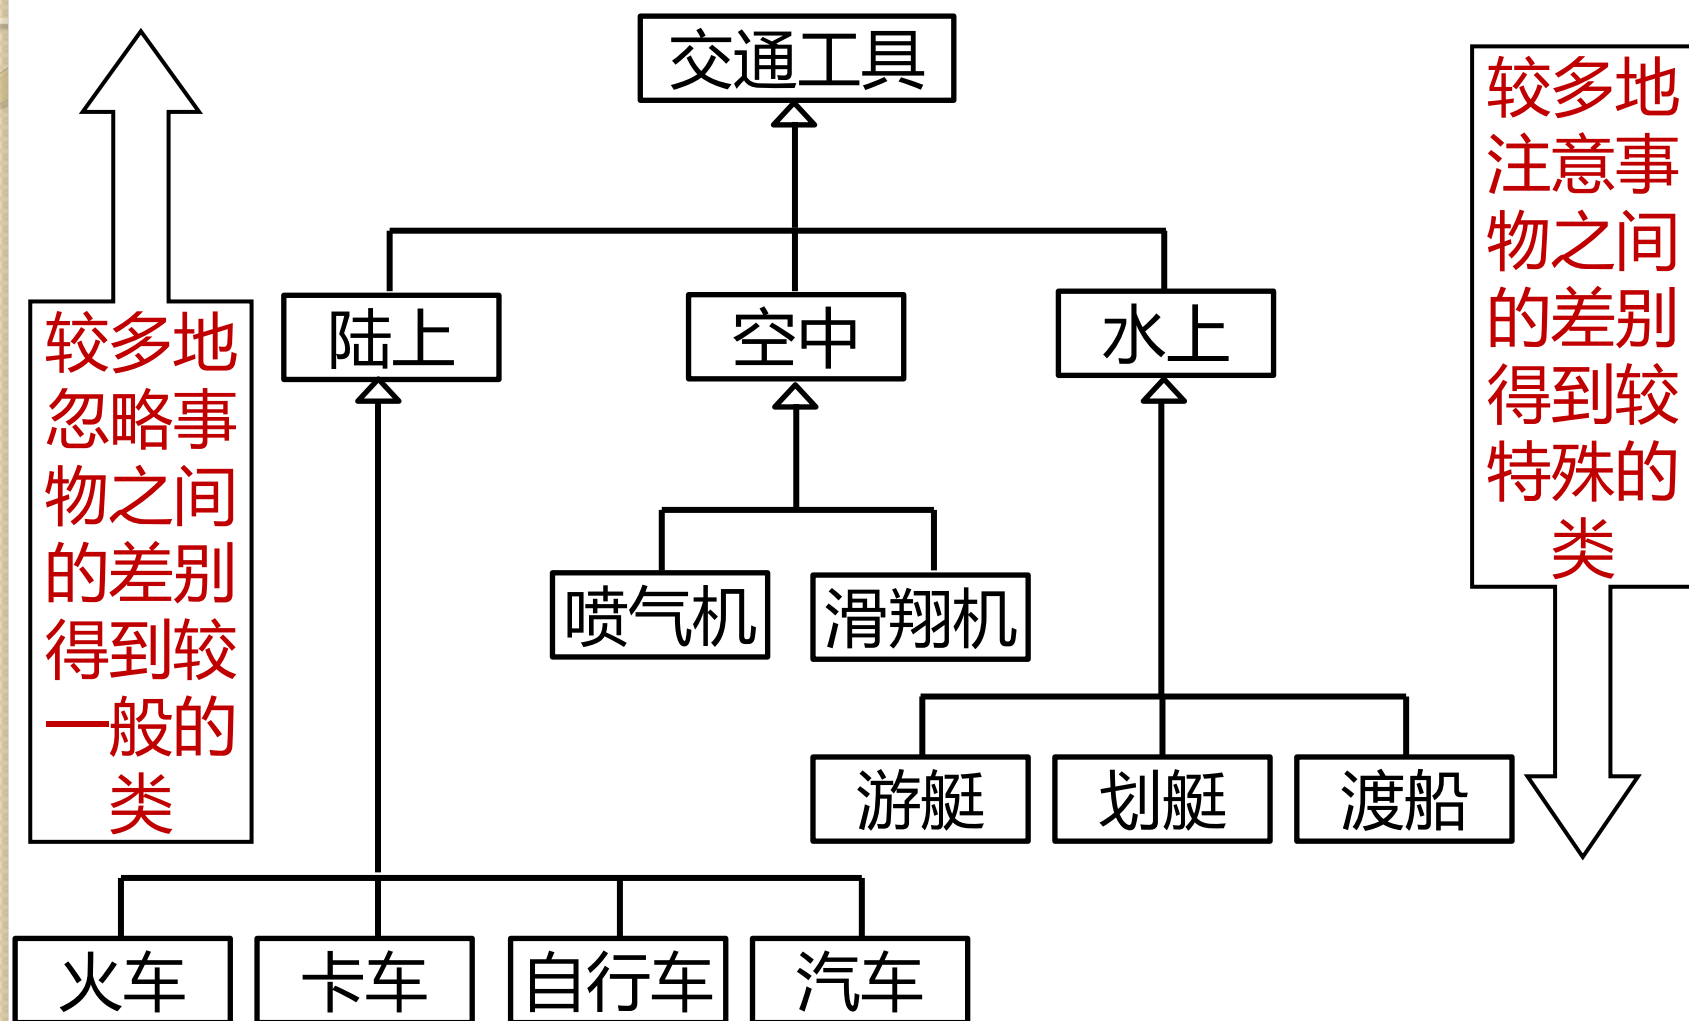 交通工具
较多地
忽略事
物之间
的差别
得到较
一般的
类
较多地
注意事
物之间
的差别
得到较
特殊的
类
陆上
空中
水上
喷气机
滑翔机
游艇
划艇
渡船
火车
卡车
自行车
汽车